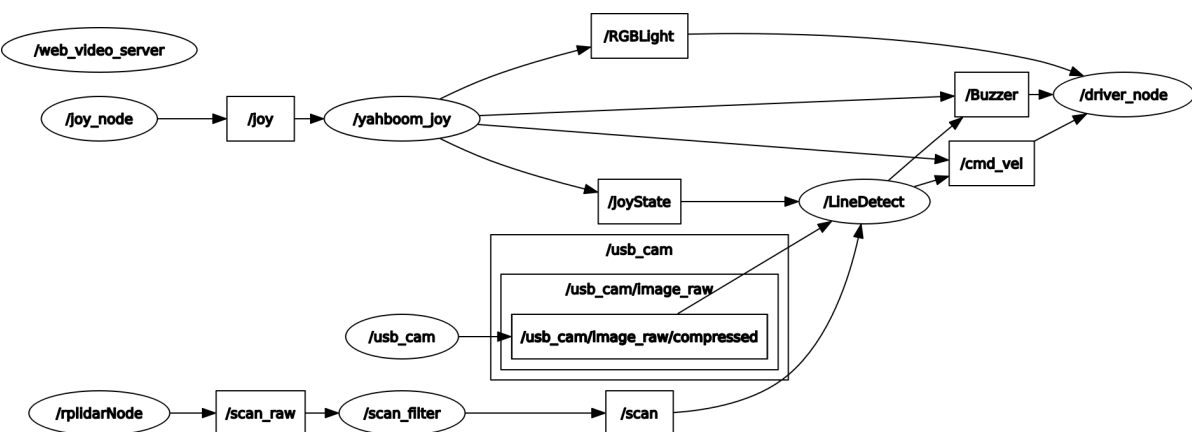 /RGBLight
/web_video_server
/Buzzer
/driver_node
/joy_node
/joy
/yahboom_joy
/cmd_vel
/JoyState
/LineDetect
/usb_cam
/usb_cam/image_raw
/usb_cam
/usb_cam/image_raw/compressed
/rplidarNode
/scan_raw
/scan_filter
/scan